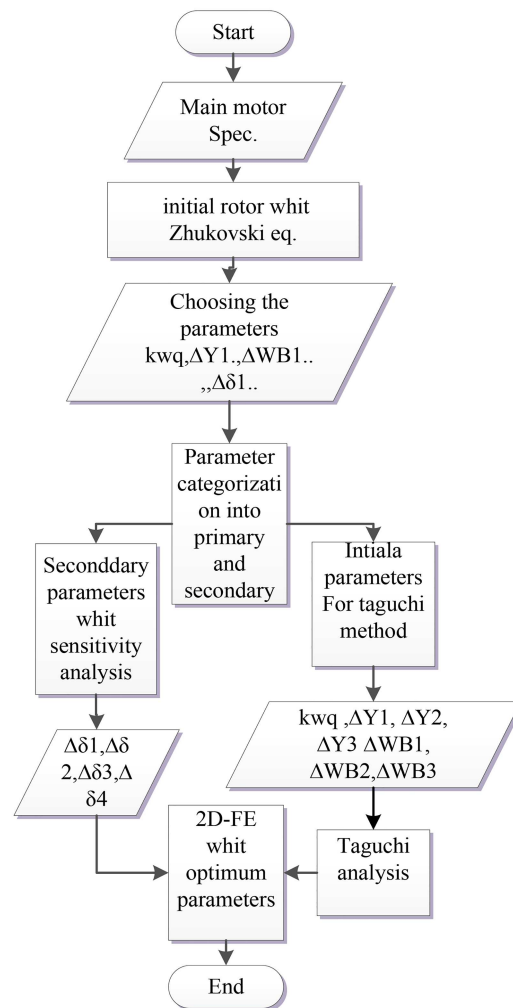 Start
Main motor
Spec.
initial rotor whit
Zhukovski eq.
Choosing the
parameters
kwq,ΔY1.,ΔWB1..
,,Δδ1..
Parameter
categorizati
on into
primary
and
secondary
Seconddary
parameters
whit
sensitivity
analysis
Intiala
parameters
For taguchi
method
Δδ1,Δδ
2,Δδ3,Δ
δ4
kwq ,ΔY1, ΔY2,
ΔY3 ΔWB1,
ΔWB2,ΔWB3
2D-FE
whit
optimum
parameters
Taguchi
analysis
End